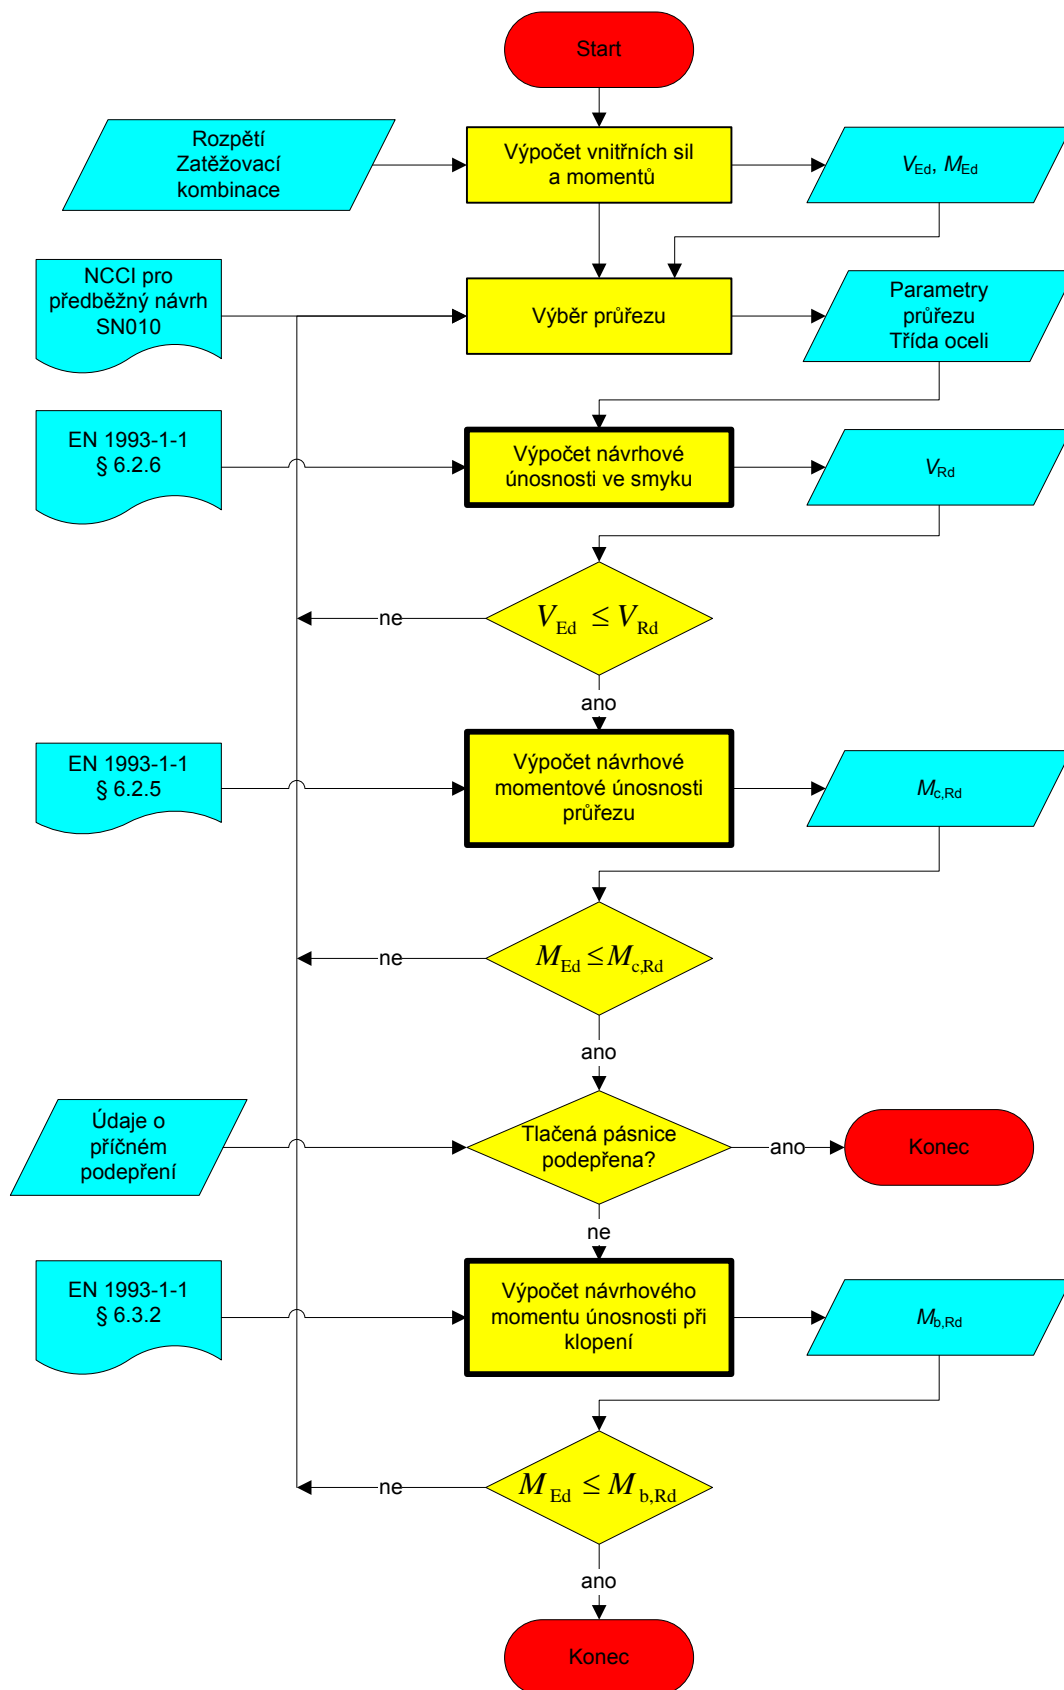 Start
Rozpětí
Zatěžovací
kombinace
Výpočet vnitřních sil
a momentů
VEd, MEd
NCCI pro
předběžný návrh
SN010
Výběr průřezu
Parametry
průřezu
Třída oceli
EN 1993-1-1
§ 6.2.6
Výpočet návrhové
únosnosti ve smyku
VRd
VEd ≤ VRd
ne
ano
EN 1993-1-1
§ 6.2.5
Výpočet návrhové
momentové únosnosti
průřezu
Mc,Rd
MEd ≤ Mc,Rd
ne
ano
Údaje o
příčném
podepření
Tlačená pásnice
podepřena?
ano
Konec
ne
EN 1993-1-1
§ 6.3.2
Výpočet návrhového
momentu únosnosti při
klopení
Mb,Rd
MEd ≤ Mb,Rd
ne
ano
Konec